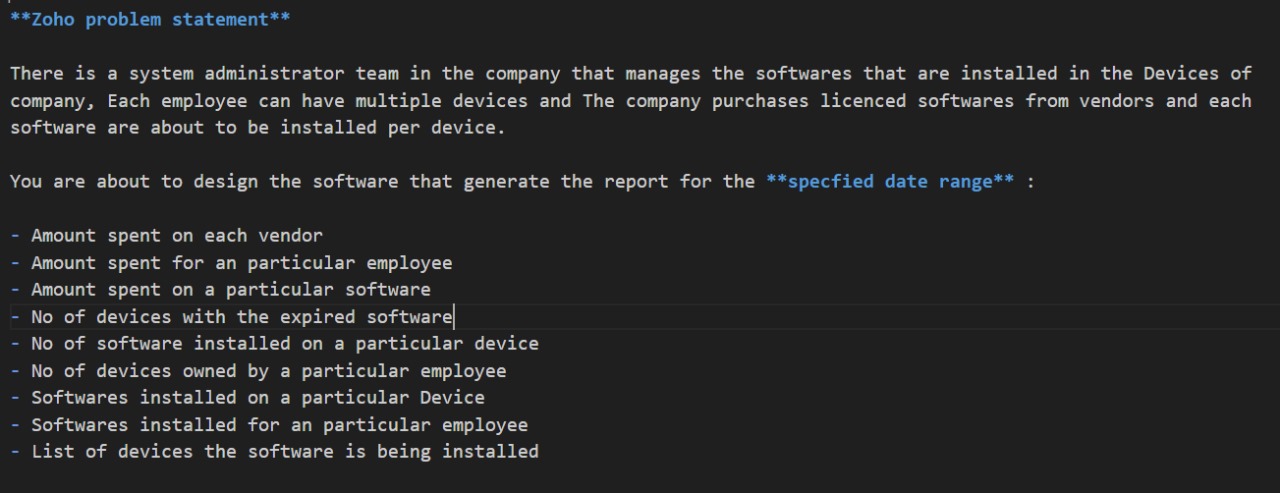 **Zoho problem statement**
There is a system administrator team in the company that manages the softwares that are installed in the Devices of
company, Each employee can have multiple devices and The company purchases licenced softwares from vendors and each
software are about to be installed per device.
You are about to design the software that generate the report for the **specfied date range** :
- Amount spent on each vendor
- Amount spent for an particular employee
- Amount spent on a particular software
- No of devices with the expired software
- No of software installed on a particular device
- No of devices owned by a particular employee
- Softwares installed on a particular Device
- Softwares installed for an particular employee
- List of devices the software is being installed